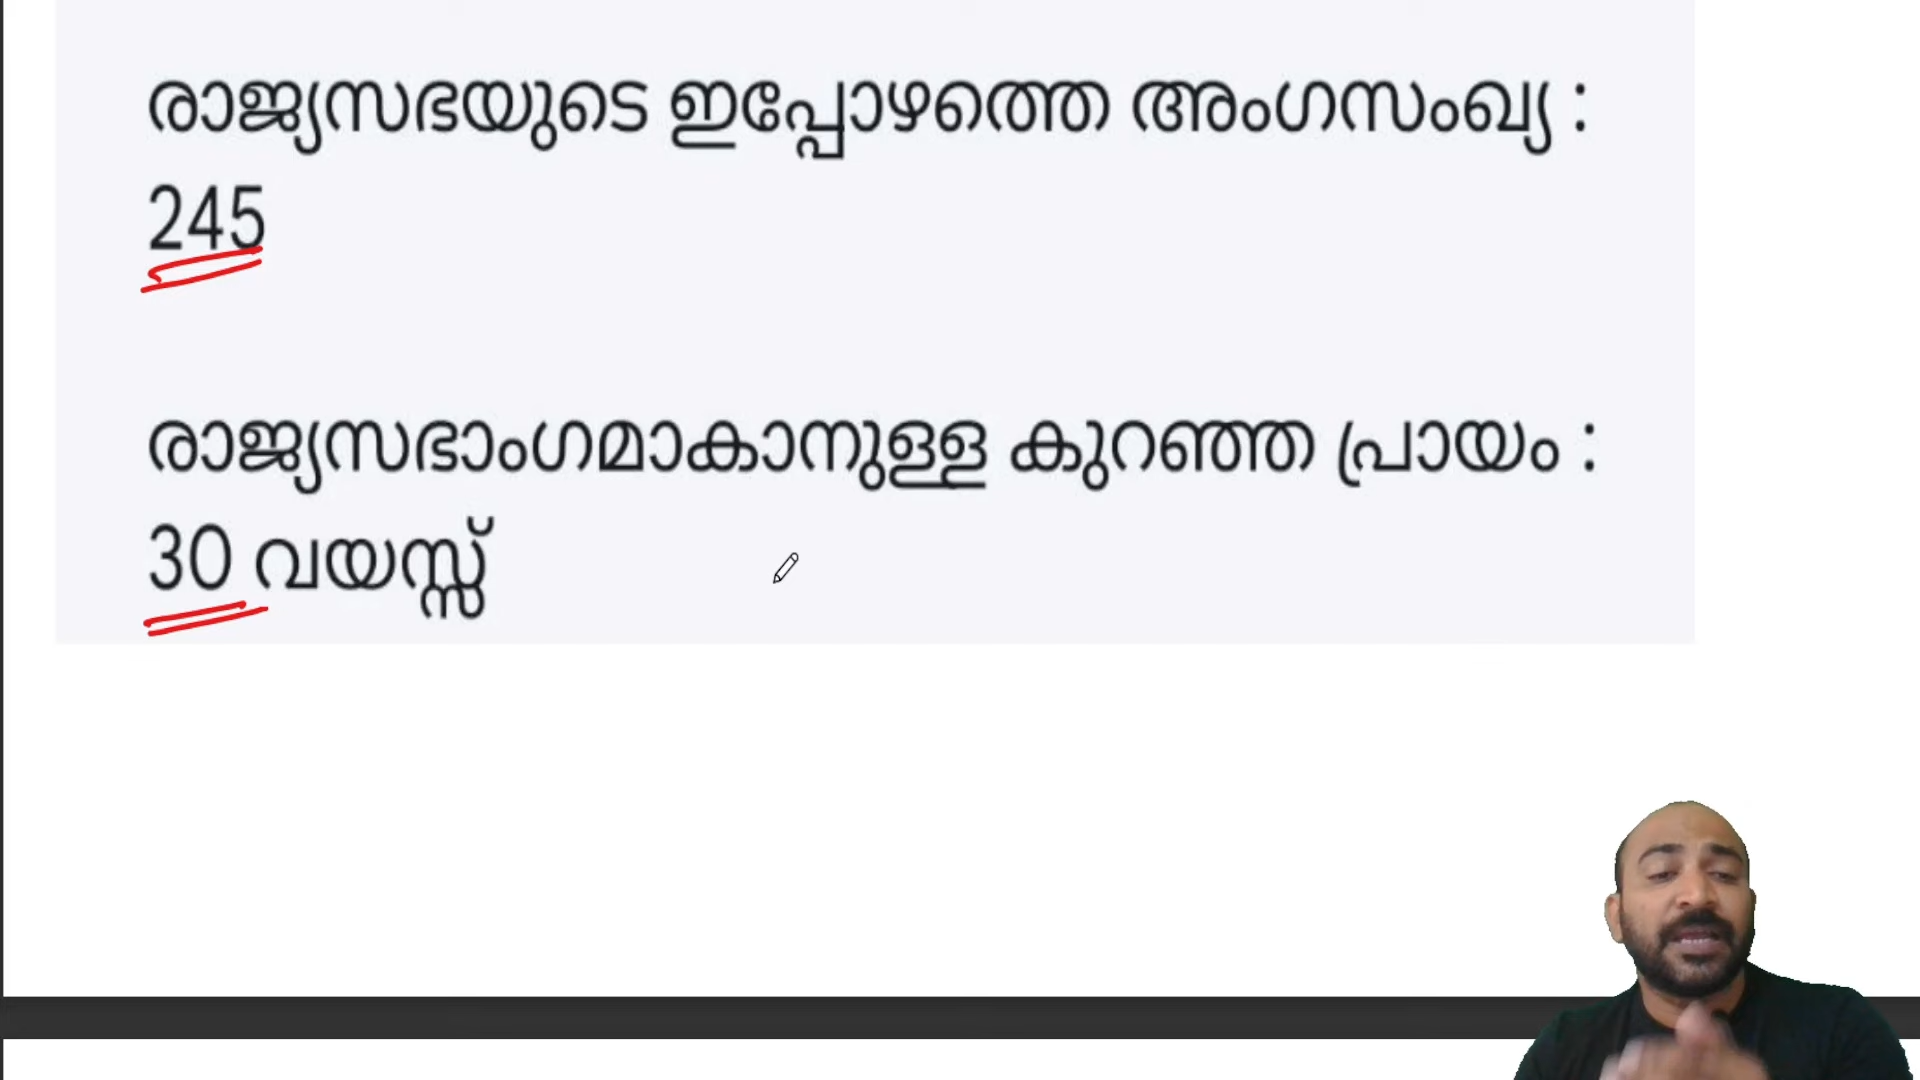 രാജ്യസഭയുടെ ഇപ്പോഴത്തെ അംഗസംഖ്യ :
245
രാജ്യസഭാംഗമാകാനുള്ള കുറഞ്ഞ പ്രായം :
30 വയസ്സ്